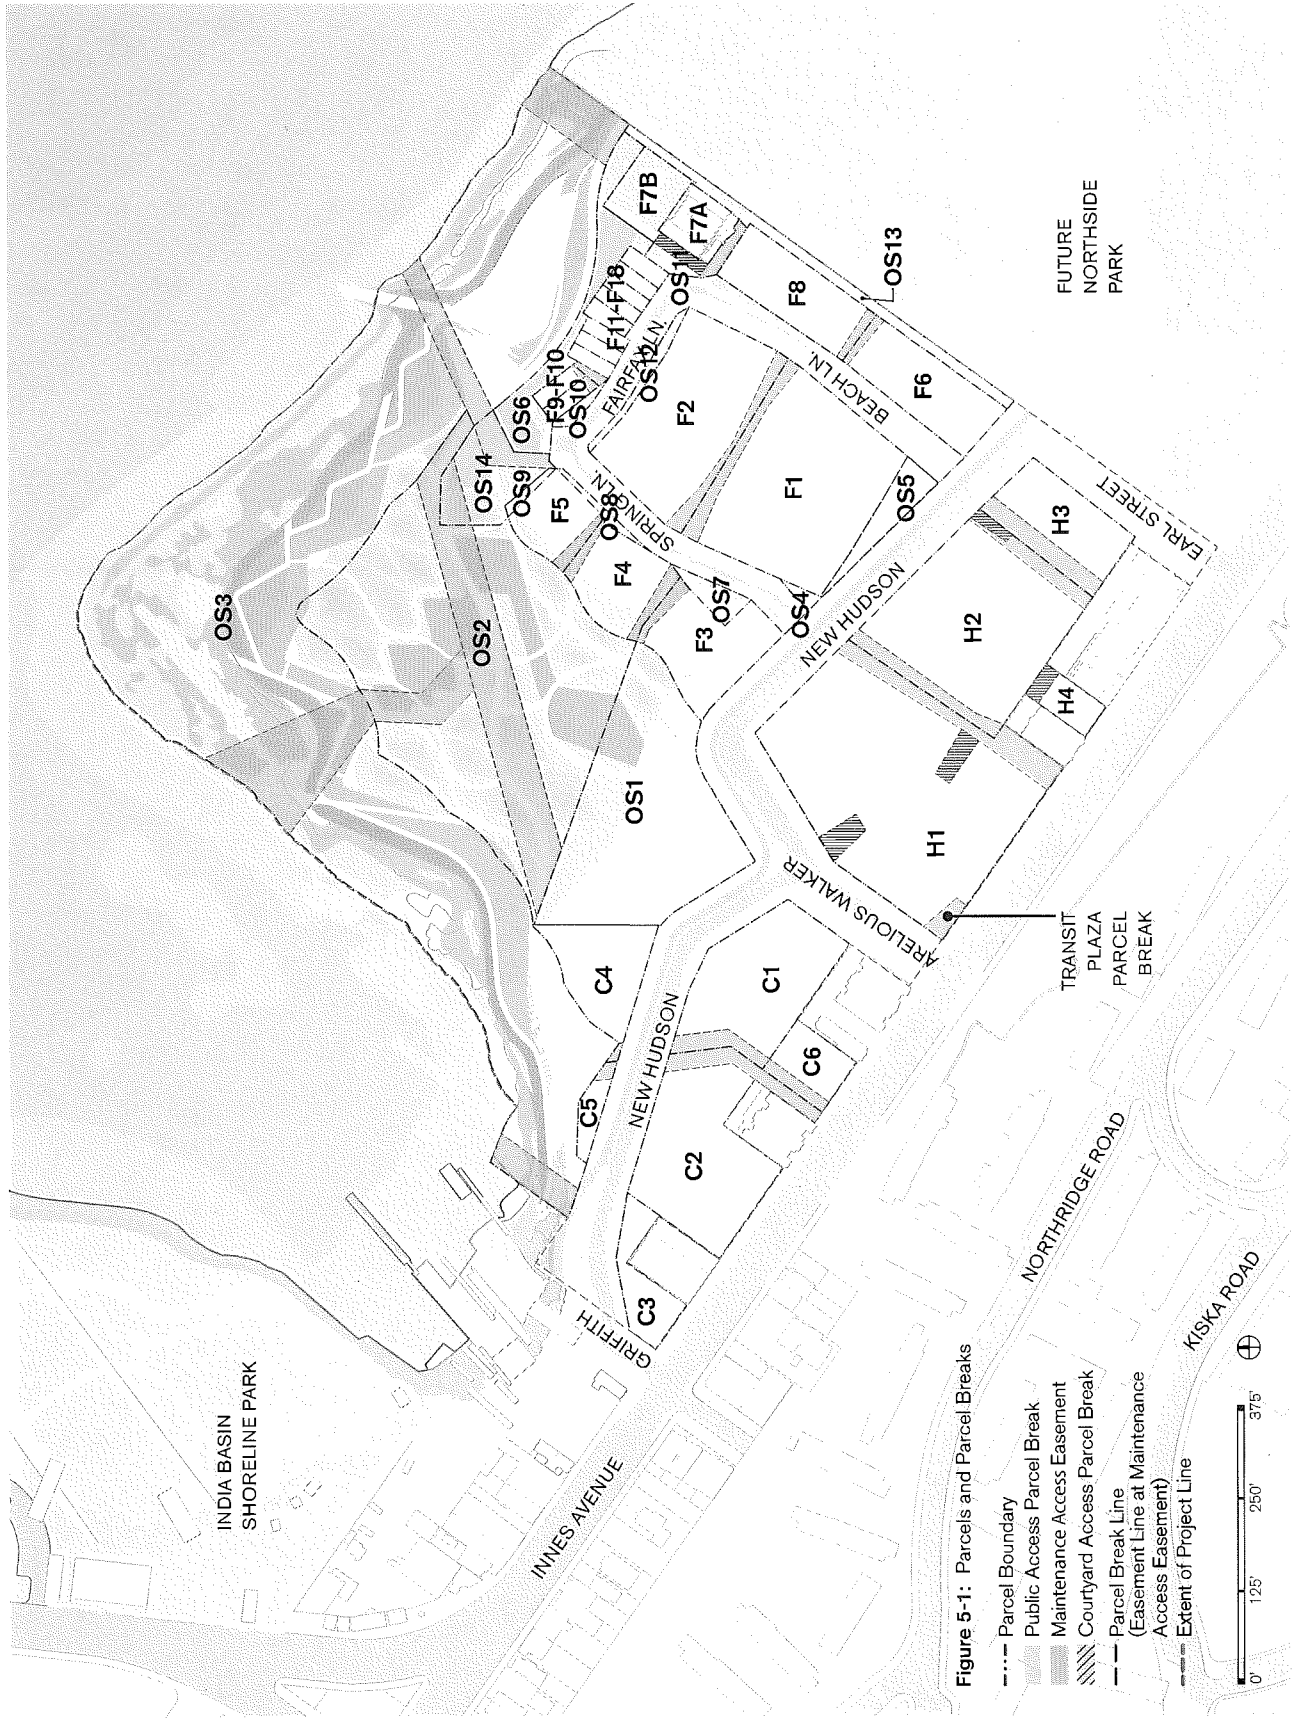 INDIA BASIN
SHORELINE PARK
INNES AVENUE
GRIFFITH
C3
C2
C5
C6
C1
C4
NEW HUDSON
ARELIOUS WALKER
TRANSIT
PLAZA
PARCEL
BREAK
OS1
OS2
OS3
H1
H2
H3
H4
NEW HUDSON
EARL STREET
F3
OS7
OS4
F4
OS8
F5
SPRING LN.
OS9
OS14
OS6
F9-F10
OS10
FAIRFAX LN.
OS12
F11-F18
OS11
F7A
F7B
F2
F1
OS5
BEACH LN.
F6
F8
OS13
FUTURE
NORTHSIDE
PARK
NORTHRIDGE ROAD
KISKA ROAD
Figure 5-1: Parcels and Parcel Breaks
Parcel Boundary
Public Access Parcel Break
Maintenance Access Easement
Courtyard Access Parcel Break
Parcel Break Line
(Easement Line at Maintenance
Access Easement)
Extent of Project Line
0' 125' 250' 375'